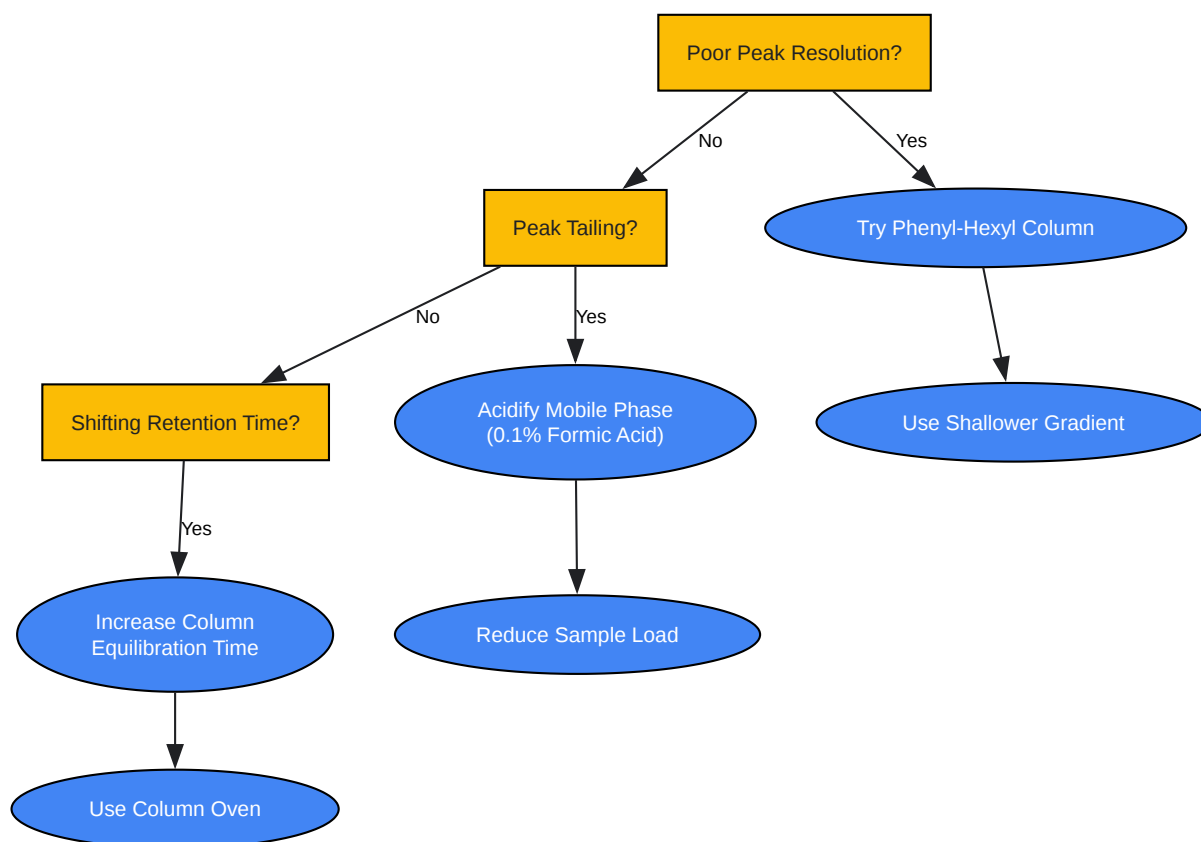 Poor Peak Resolution?
No
Yes
Peak Tailing?
Try Phenyl-Hexyl Column
No
Yes
Shifting Retention Time?
Acidify Mobile Phase
(0.1% Formic Acid)
Use Shallower Gradient
Yes
Increase Column
Equilibration Time
Reduce Sample Load
Use Column Oven